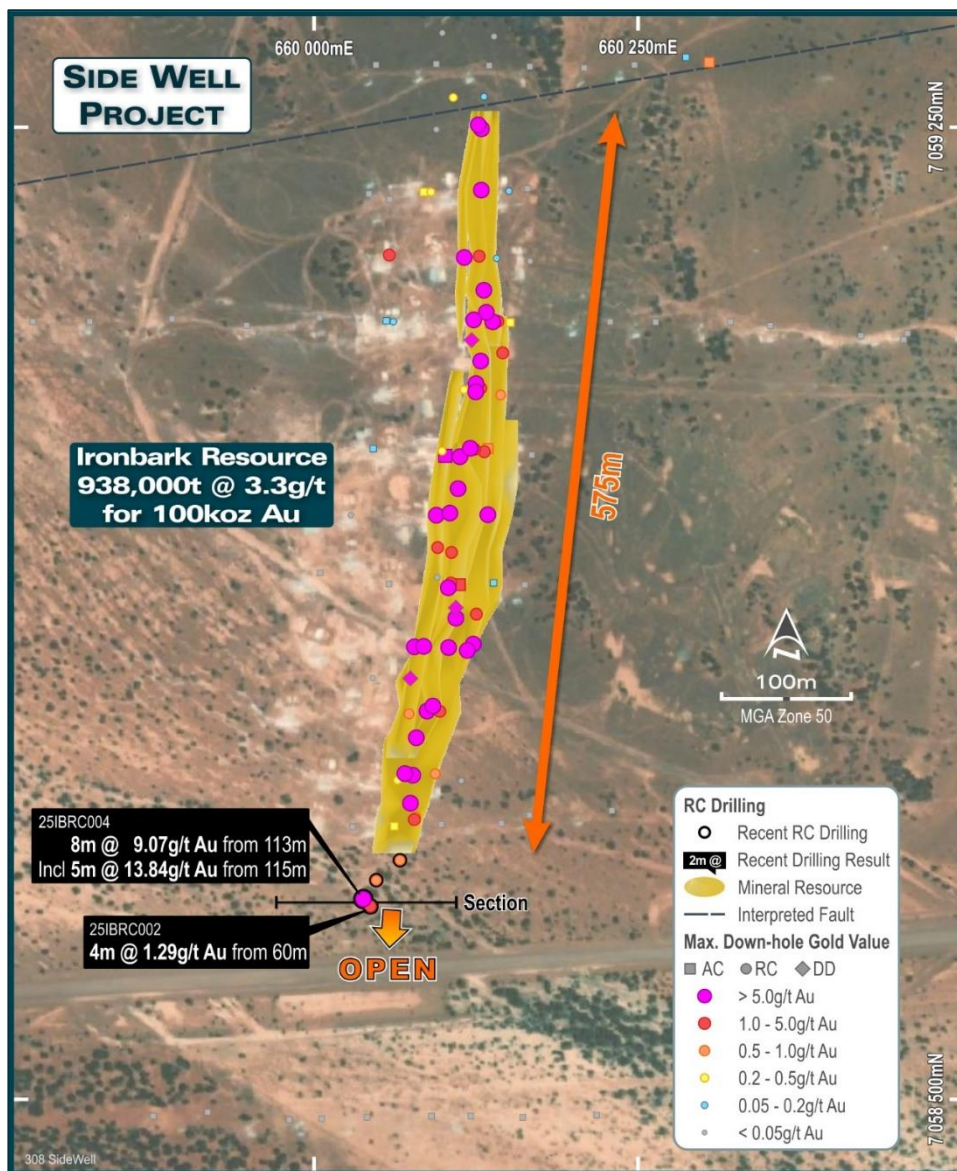 660 000mE
660 250mE
SIDE WELL
PROJECT
7 059 250mN
Ironbark Resource
938,000t @ 3.3g/t
for 100koz Au
575m
Z
100m
MGA Zone 50
25IBRC004
8m @ 9.07g/t Au from 113m
Incl 5m @ 13.84g/t Au from 115m
25IBRC002
4m @ 1.29g/t Au from 60m
Section
OPEN
RC Drilling
Recent RC Drilling
2m @ Recent Drilling Result
Mineral Resource
Interpreted Fault
Max. Down-hole Gold Value
AC RC DD
> 5.0g/t Au
1.0 - 5.0g/t Au
0.5 - 1.0g/t Au
0.2 - 0.5g/t Au
0.05 - 0.2g/t Au
< 0.05g/t Au
7 058 500mN
308 SideWell